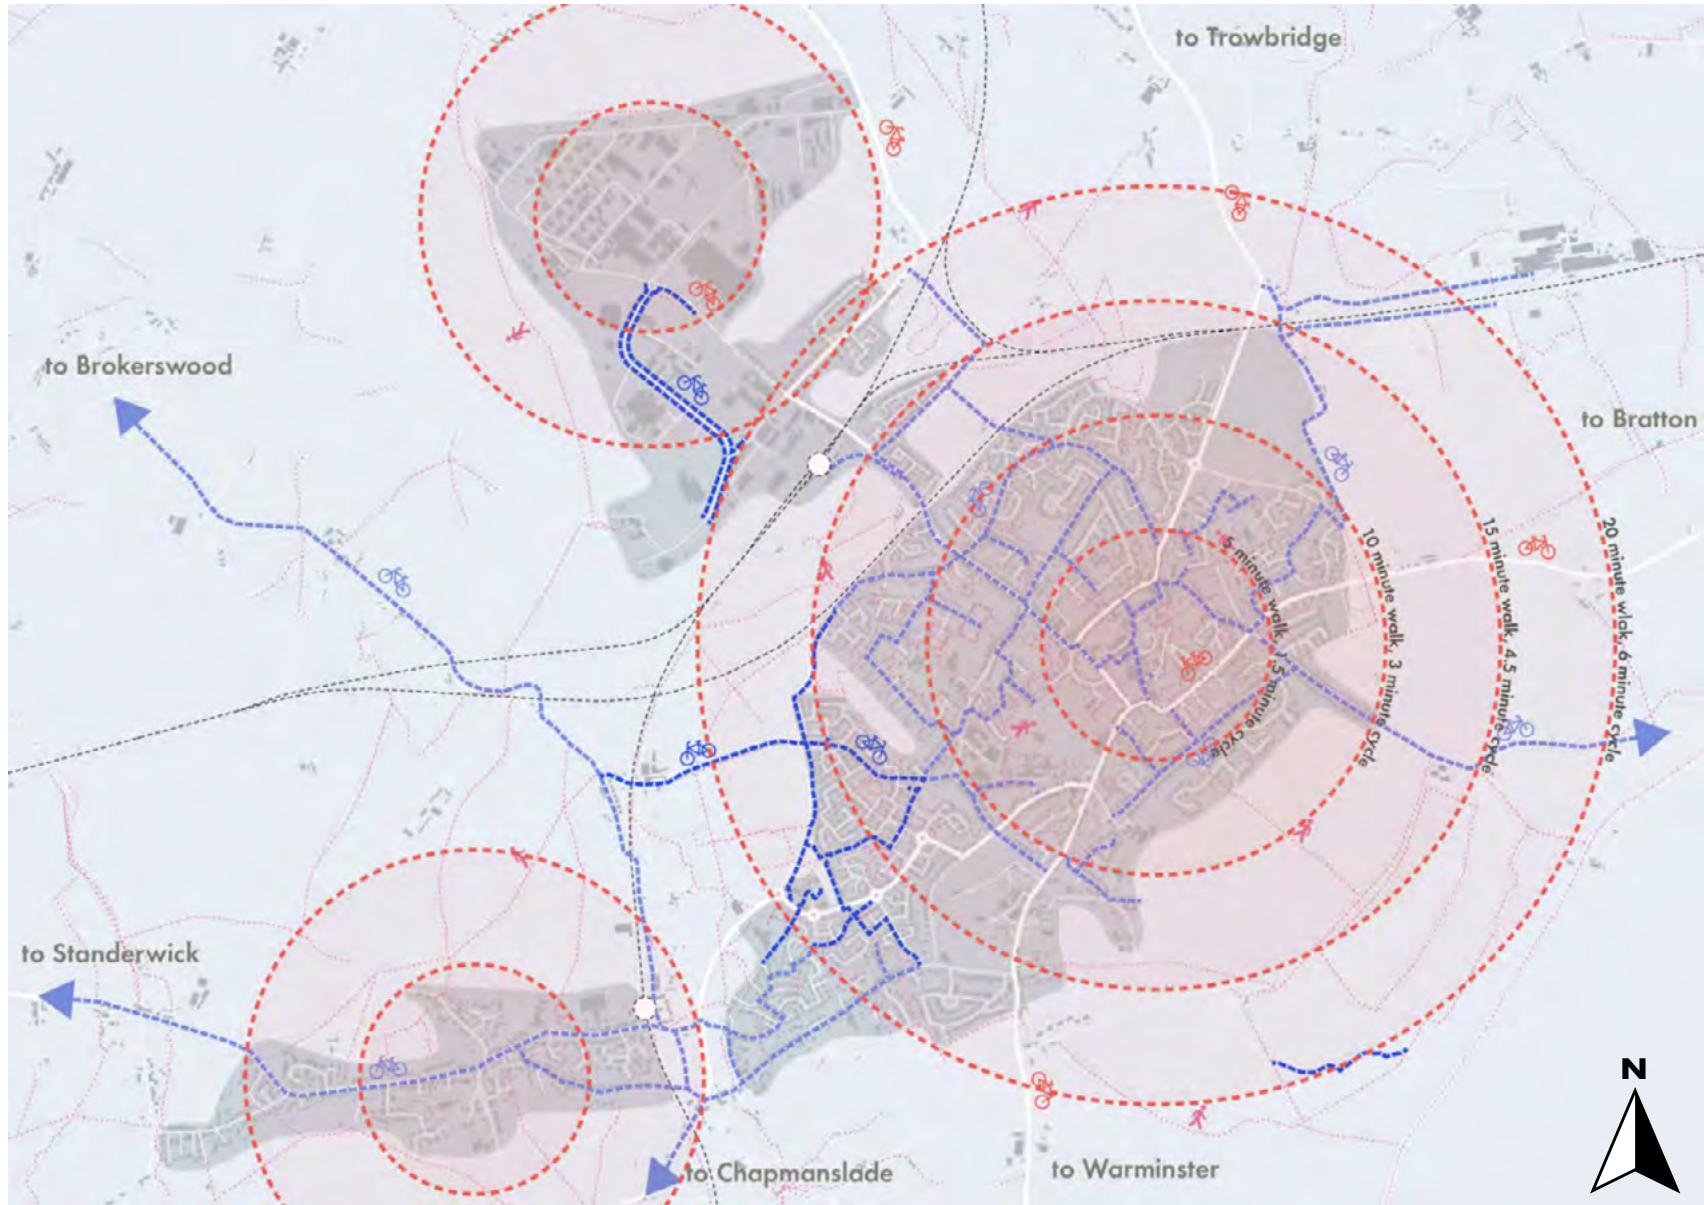 to Trowbridge
to Brokerswood
to Bratton
5 minute walk, 1.5 minute cycle
10 minute walk, 3 minute cycle
15 minute walk, 4.5 minute cycle
20 minute wlak, 6 minute cycle
to Standerwick
to Chapmanslade
to Warminster
N